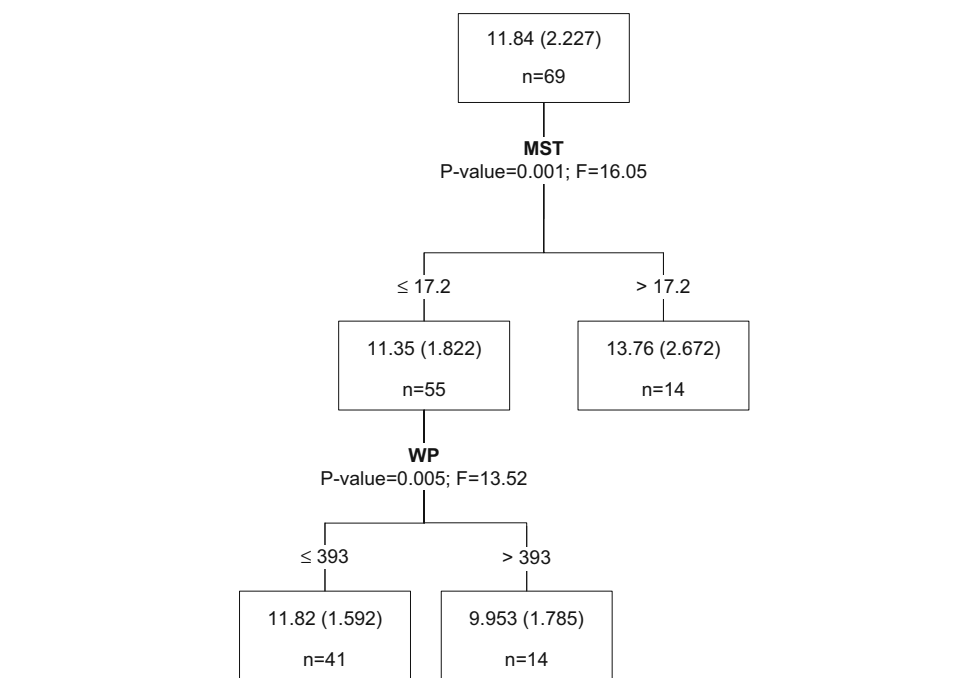 11.84 (2.227)
n=69
MST
P-value=0.001; F=16.05
≤ 17.2
> 17.2
11.35 (1.822)
n=55
13.76 (2.672)
n=14
WP
P-value=0.005; F=13.52
≤ 393
> 393
11.82 (1.592)
n=41
9.953 (1.785)
n=14